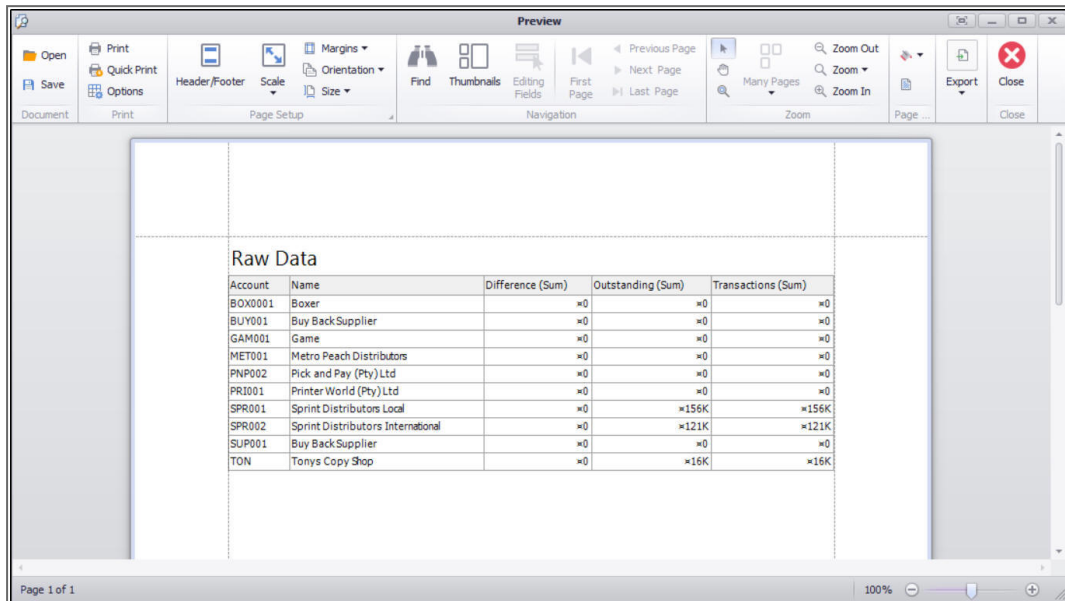 Preview
Open
Save
Document
Print
Quick Print
Options
Print
Header/Footer
Scale
Margins
Orientation
Size
Page Setup
Find
Thumbnails
Editing
Fields
First
Page
Previous Page
Next Page
Last Page
Navigation
Many Pages
Zoom Out
Zoom
Zoom In
Zoom
Page ...
Export
Close
Close
Raw Data
Account Name Difference (Sum) Outstanding (Sum) Transactions (Sum)
BOX0001 Boxer ¤0 ¤0 ¤0
BUY001 Buy Back Supplier ¤0 ¤0 ¤0
GAM001 Game ¤0 ¤0 ¤0
MET001 Metro Peach Distributors ¤0 ¤0 ¤0
PNP002 Pick and Pay (Pty) Ltd ¤0 ¤0 ¤0
PRI001 Printer World (Pty) Ltd ¤0 ¤0 ¤0
SPR001 Sprint Distributors Local ¤0 ¤156K ¤156K
SPR002 Sprint Distributors International ¤0 ¤121K ¤121K
SUP001 Buy Back Supplier ¤0 ¤0 ¤0
TON Tonys Copy Shop ¤0 ¤16K ¤16K
Page 1 of 1
100%